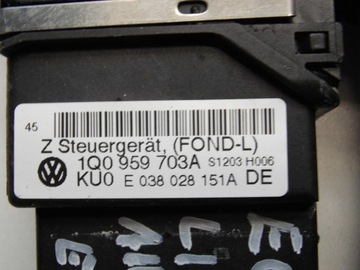 45
Z Steuergerät, (FOND-L)
1Q0 959 703A S1203 H006
KU0 E 038 028 151A DE